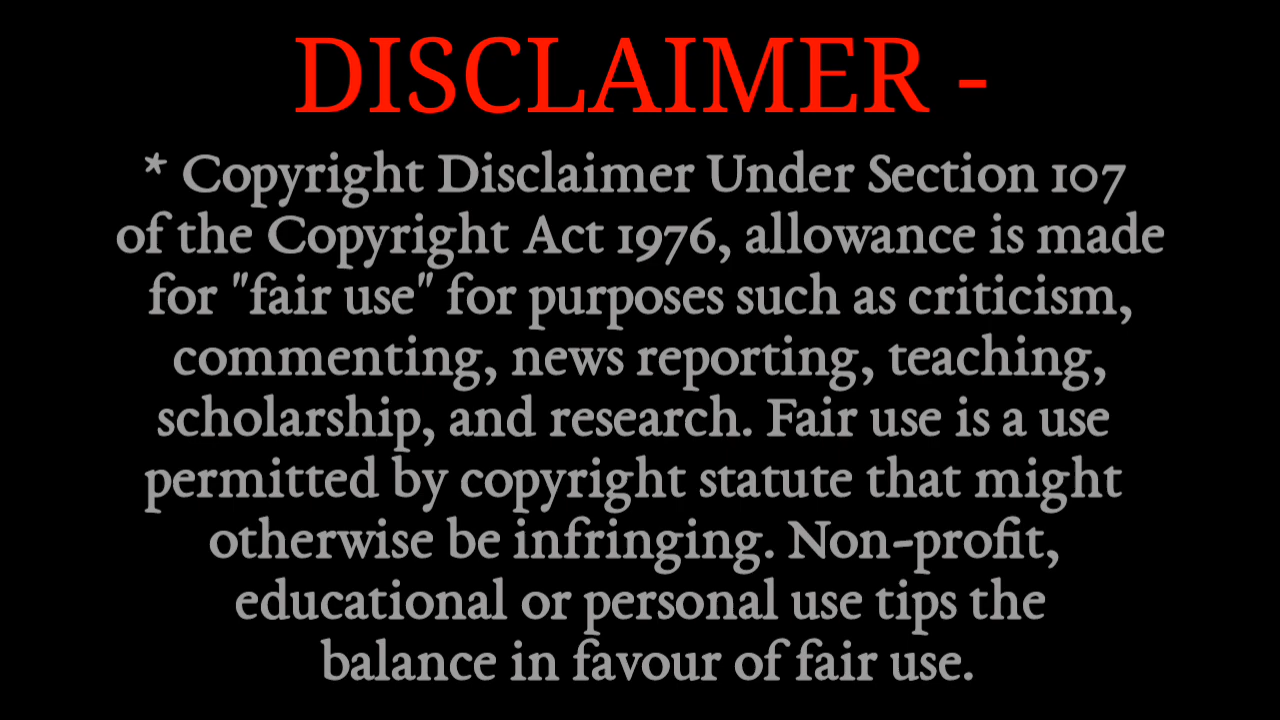 DISCLAIMER -
* Copyright Disclaimer Under Section 107
of the Copyright Act 1976, allowance is made
for "fair use" for purposes such as criticism,
commenting, news reporting, teaching,
scholarship, and research. Fair use is a use
permitted by copyright statute that might
otherwise be infringing. Non-profit,
educational or personal use tips the
balance in favour of fair use.